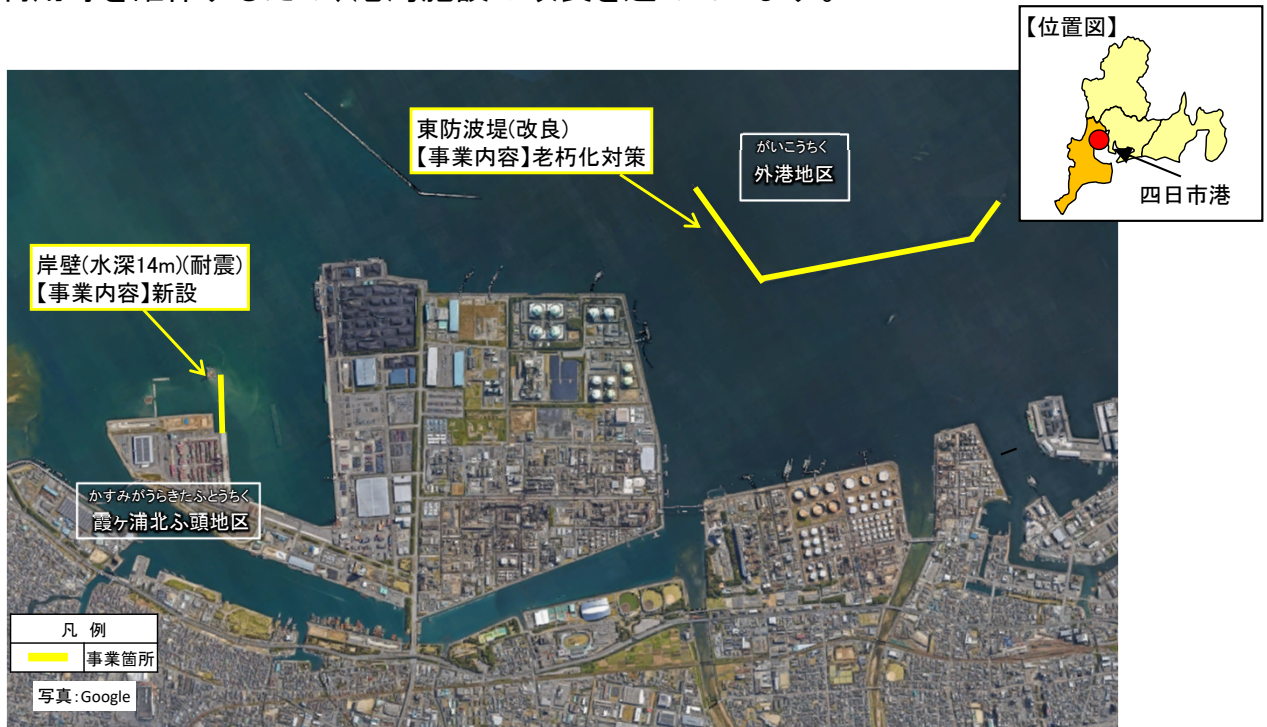 【位置図】
四日市港
東防波堤(改良)
【事業内容】老朽化対策
がいこうちく
外港地区
岸壁(水深14m)(耐震)
【事業内容】新設
かすみがうらきたふとうちく
霞ヶ浦北ふ頭地区
凡 例
事業箇所
写真:Google